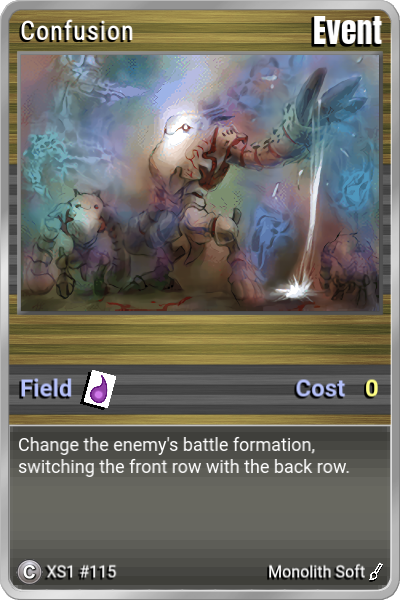 Confusion
Event
Field
Cost 0
Change the enemy's battle formation,
switching the front row with the back row.
C XS1 #115
Monolith Soft